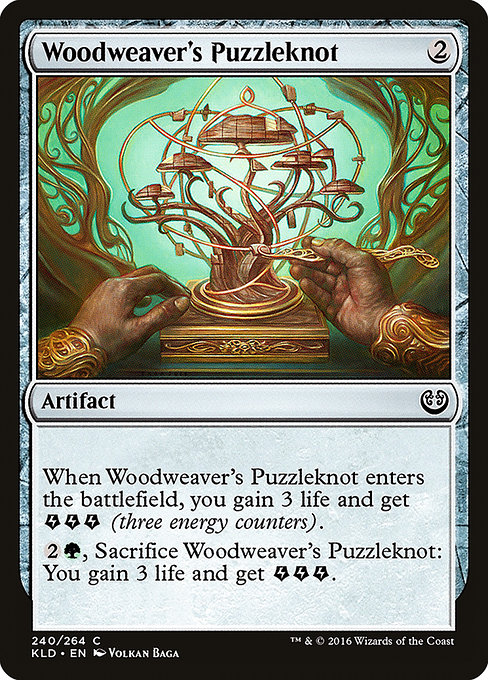 Woodweaver's Puzzleknot 2
Artifact
When Woodweaver's Puzzleknot enters
the battlefield, you gain 3 life and get
(three energy counters).
2, Sacrifice Woodweaver's Puzzleknot:
You gain 3 life and get .
240/264 C
KLD • EN Volkan Baga
™ & © 2016 Wizards of the Coast